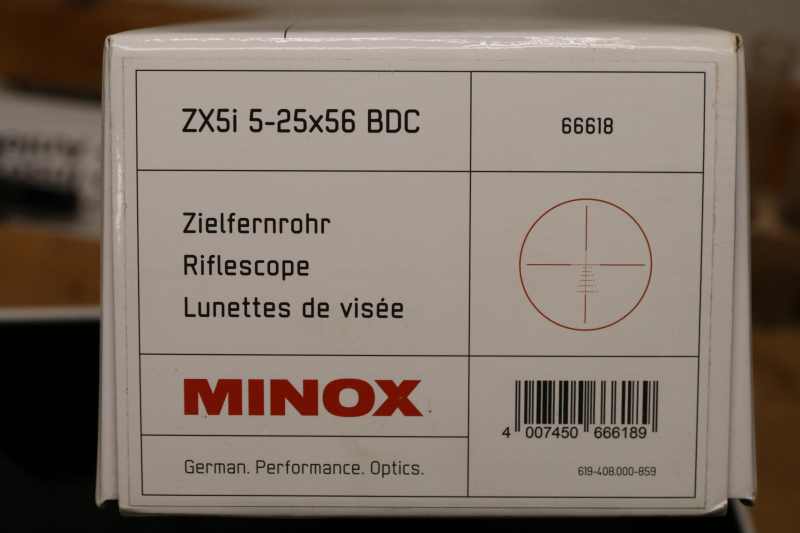 ZX5i 5-25x56 BDC
66618
Zielfernrohr
Riflescope
Lunettes de visée
MINOX
German. Performance. Optics.
4 007450 666189
619-408.000-859